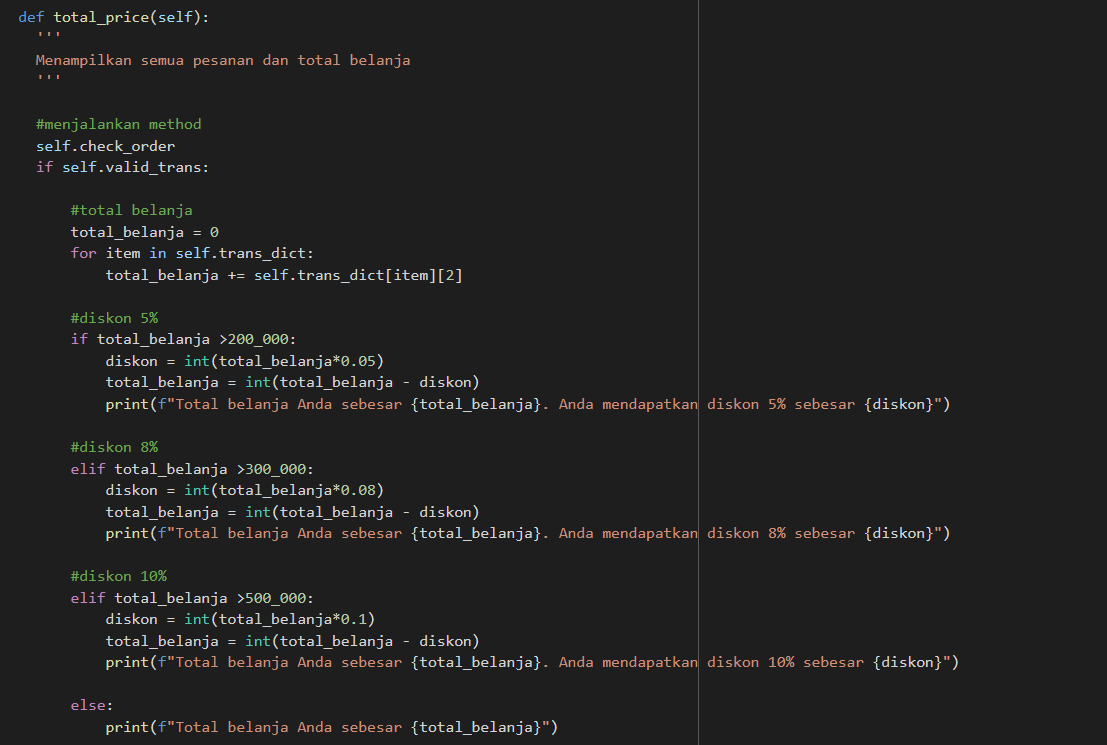 def total_price(self):
'''
Menampilkan semua pesanan dan total belanja
'''
#menjalankan method
self.check_order
if self.valid_trans:
#total belanja
total_belanja = 0
for item in self.trans_dict:
total_belanja += self.trans_dict[item][2]
#diskon 5%
if total_belanja >200_000:
diskon = int(total_belanja*0.05)
total_belanja = int(total_belanja - diskon)
print(f"Total belanja Anda sebesar {total_belanja}. Anda mendapatkan diskon 5% sebesar {diskon}")
#diskon 8%
elif total_belanja >300_000:
diskon = int(total_belanja*0.08)
total_belanja = int(total_belanja - diskon)
print(f"Total belanja Anda sebesar {total_belanja}. Anda mendapatkan diskon 8% sebesar {diskon}")
#diskon 10%
elif total_belanja >500_000:
diskon = int(total_belanja*0.1)
total_belanja = int(total_belanja - diskon)
print(f"Total belanja Anda sebesar {total_belanja}. Anda mendapatkan diskon 10% sebesar {diskon}")
else:
print(f"Total belanja Anda sebesar {total_belanja}")